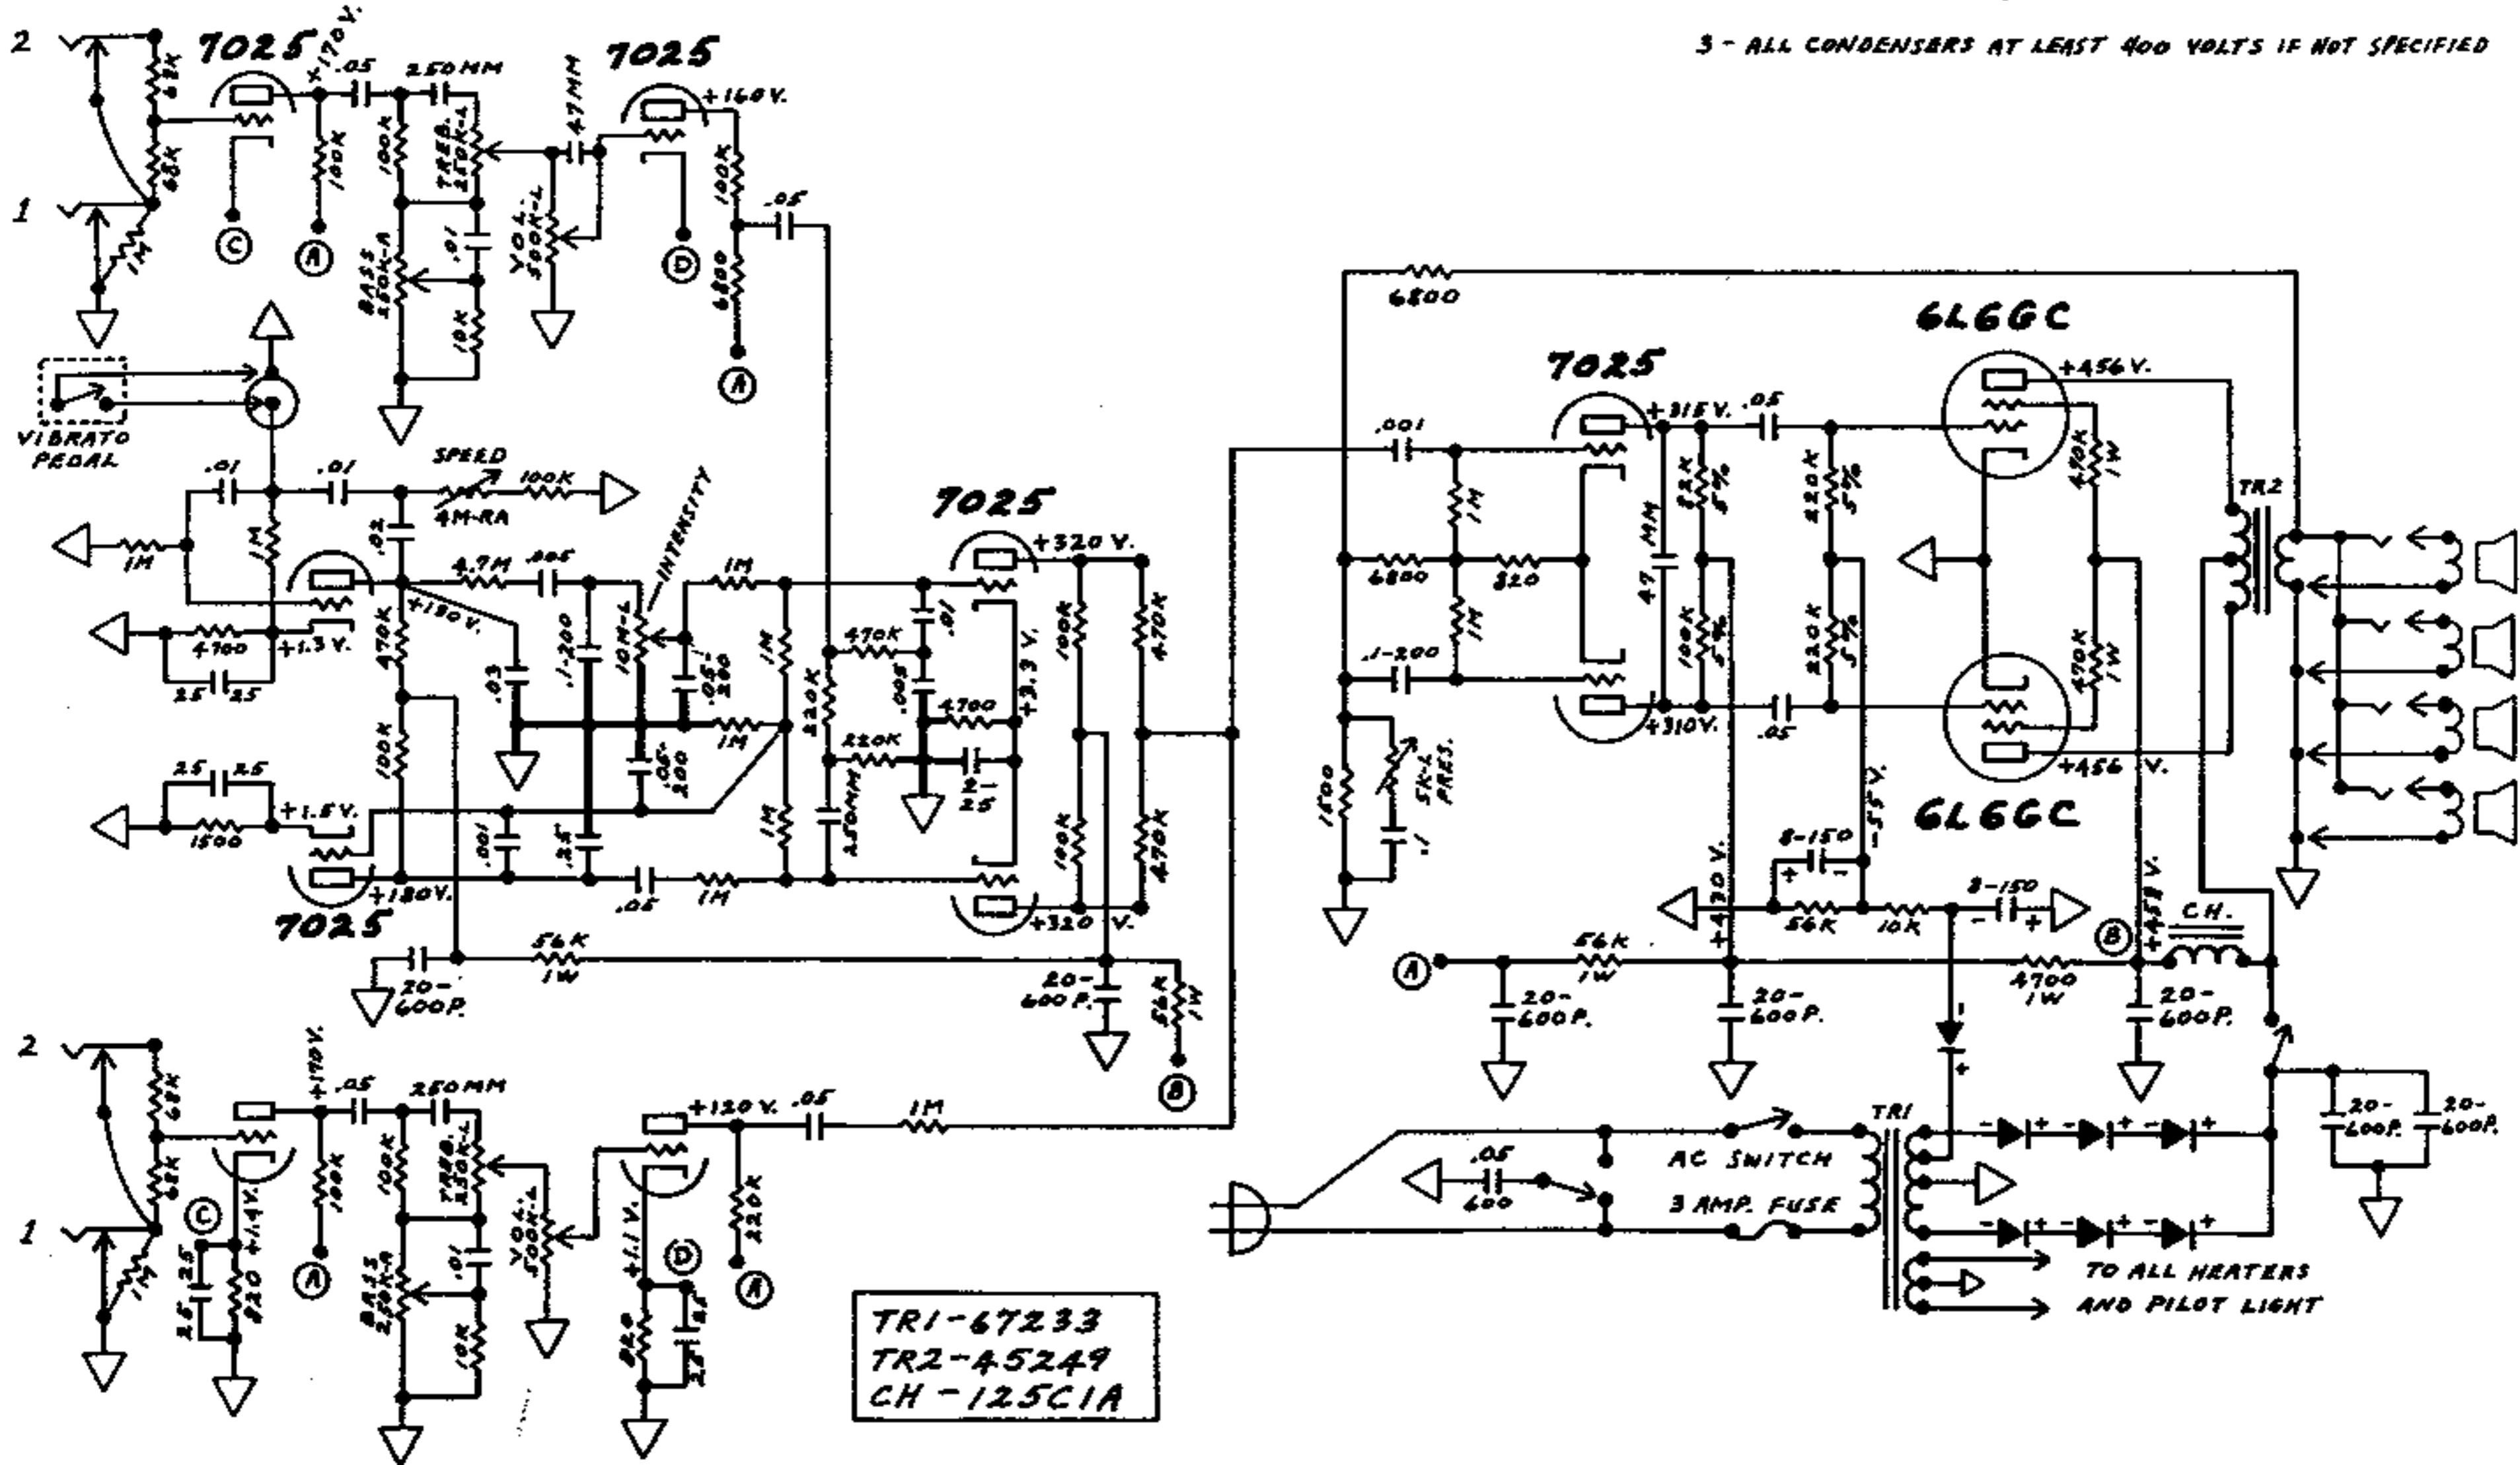 3 - ALL CONDENSERS AT LEAST 400 VOLTS IF NOT SPECIFIED
2
68K
68K
1
1M
7025
+170V.
.05
250MM
100K
100K
TREB.
250K-L
BASS
250K-A
.01
10K
C
A
VOL.
500K-L
47MM
7025
+160V.
100K
.05
6800
D
A
VIBRATO
PEDAL
.01
.01
SPEED
4M-RA
100K
1M
1M
.02
4.7M
.005
INTENSITY
1M
4700
+1.3V.
25 25
+180V.
470K
.03
.1-200
10M-L
.05-
200
1M
1M
100K
.05-
200
1M
25 25
+1.5V.
1500
7025
+180V.
.001
.25
.05
1M
470K
.01
220K
.005
4700
220K
2-
25
250MM
7025
+320V.
+3.3V.
100K
470K
100K
470K
+320V.
20-
600P.
56K
1W
20-
600P.
56K
1W
B
6800
.001
1M
6800
820
1M
.1-200
1500
5K-L
PRES.
.1
7025
+315V.
.05
47 MM
82K
5%
100K
5%
220K
5%
220K
5%
+310V.
.05
6L6GC
+456V.
470K
1W
470K
1W
+456 V.
6L6GC
TR2
+420V.
8-150
+ -
-55V.
56K
10K
8-150
- +
B
+458V.
CH.
A
56K
1W
4700
1W
20-
600P.
20-
600P.
20-
600P.
-
+
20-
600P.
20-
600P.
TR1
- + - + - +
- + - + - +
AC SWITCH
.05
600
3 AMP. FUSE
TO ALL HEATERS
AND PILOT LIGHT
2
68K
68K
1
1M
C
25 25
820
+1.4V.
+170V.
.05
250MM
100K
A
100K
TREB.
250K-L
BASS
250K-A
.01
10K
VOL.
500K-L
+120V.
.05
1M
220K
A
+1.1V.
D
820
25 25
TR1-67233
TR2-45249
CH-125C1A